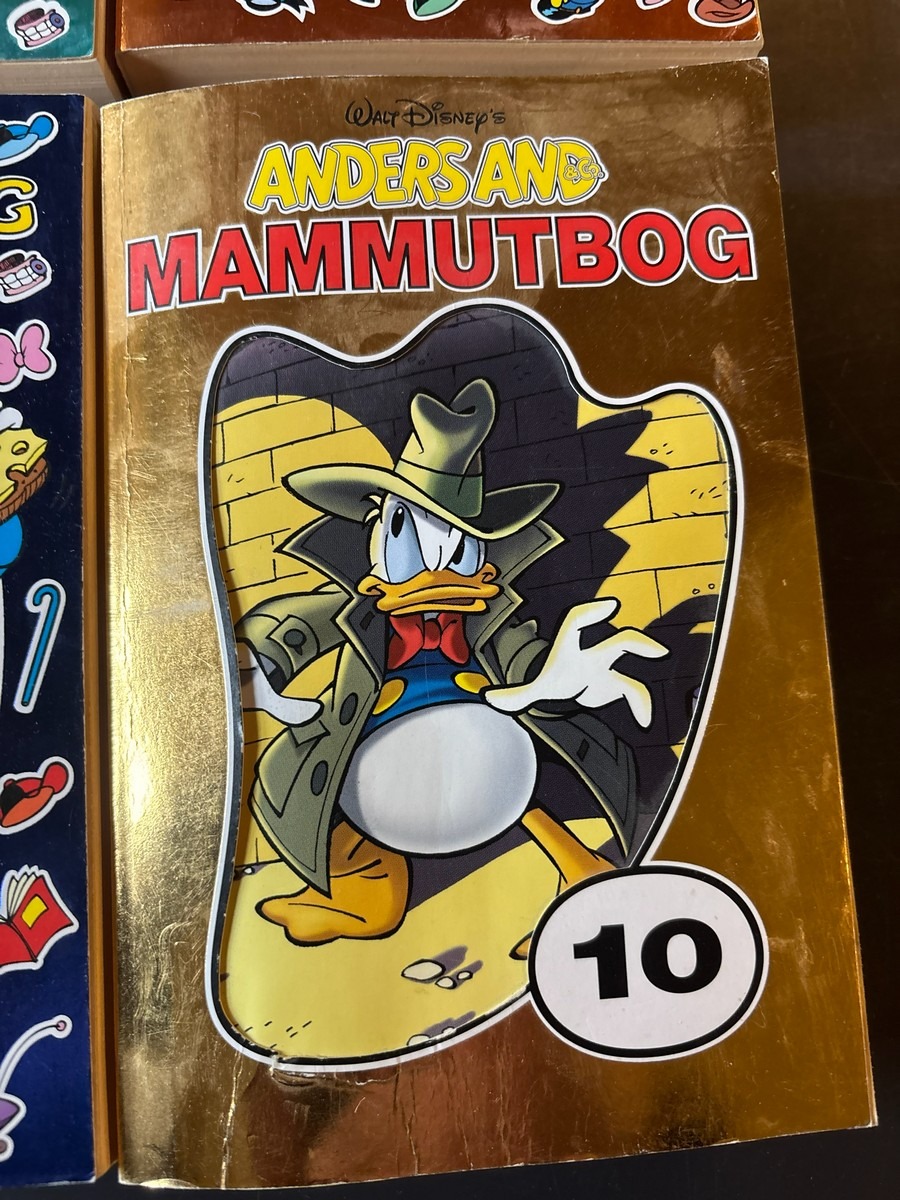 WALT DISNEY'S
ANDERS AND &CO.
MAMMUTBOG
10
G